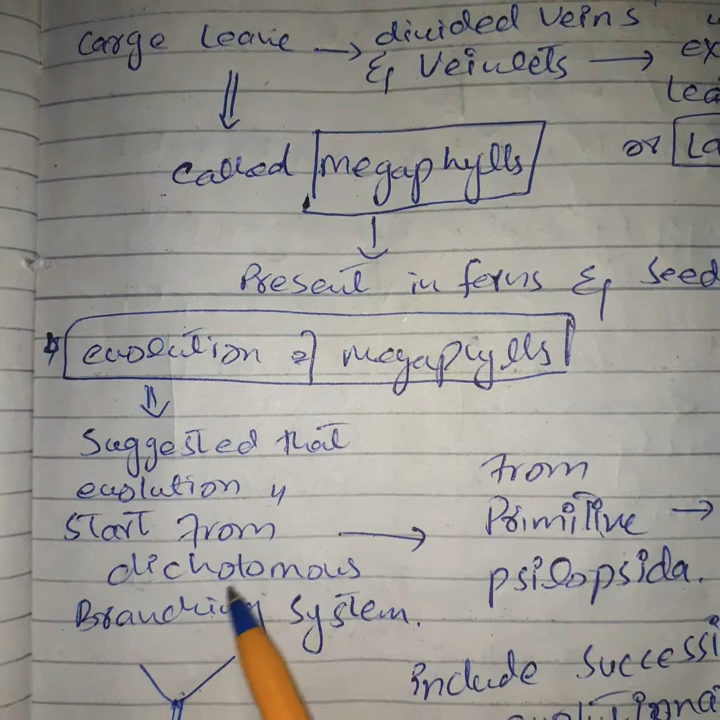 Large leave → divided veins
& veinlets → ex
lea
called megaphylls
or La
Present in ferns & Seed
evolution of megaphylls
Suggested that
evolution
Start from → 
dichotomous
Branching System.
From
Primitive →
psilopsida.
include Successi